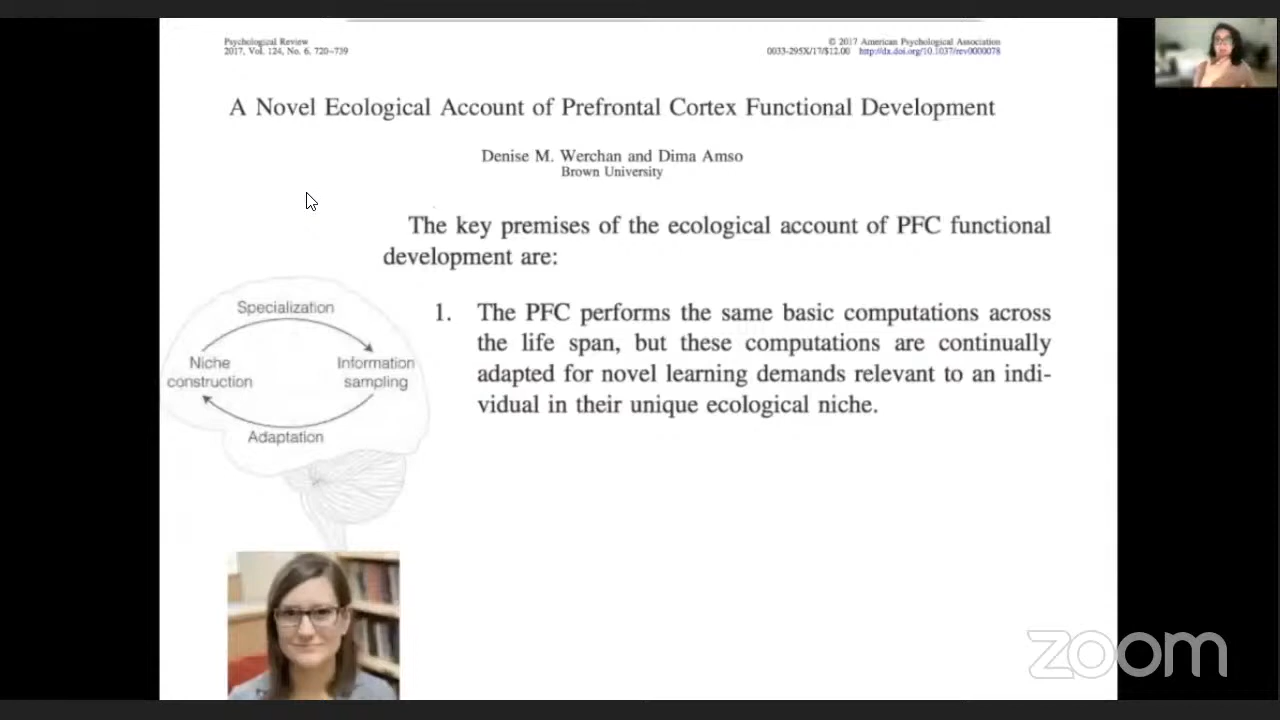 Psychological Review
2017, Vol. 124, No. 6, 720–739
© 2017 American Psychological Association
0033-295X/17/$12.00 http://dx.doi.org/10.1037/rev0000078
A Novel Ecological Account of Prefrontal Cortex Functional Development
Denise M. Werchan and Dima Amso
Brown University
The key premises of the ecological account of PFC functional
development are:
1. The PFC performs the same basic computations across
the life span, but these computations are continually
adapted for novel learning demands relevant to an indi-
vidual in their unique ecological niche.
Specialization
Niche
construction
Information
sampling
Adaptation
zoom